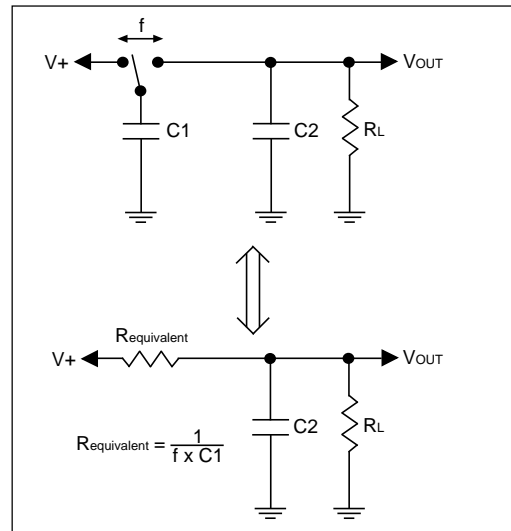 f
V+
VOUT
C1
C2
RL
Requivalent
V+
VOUT
C2
RL
Requivalent = 1
f x C1